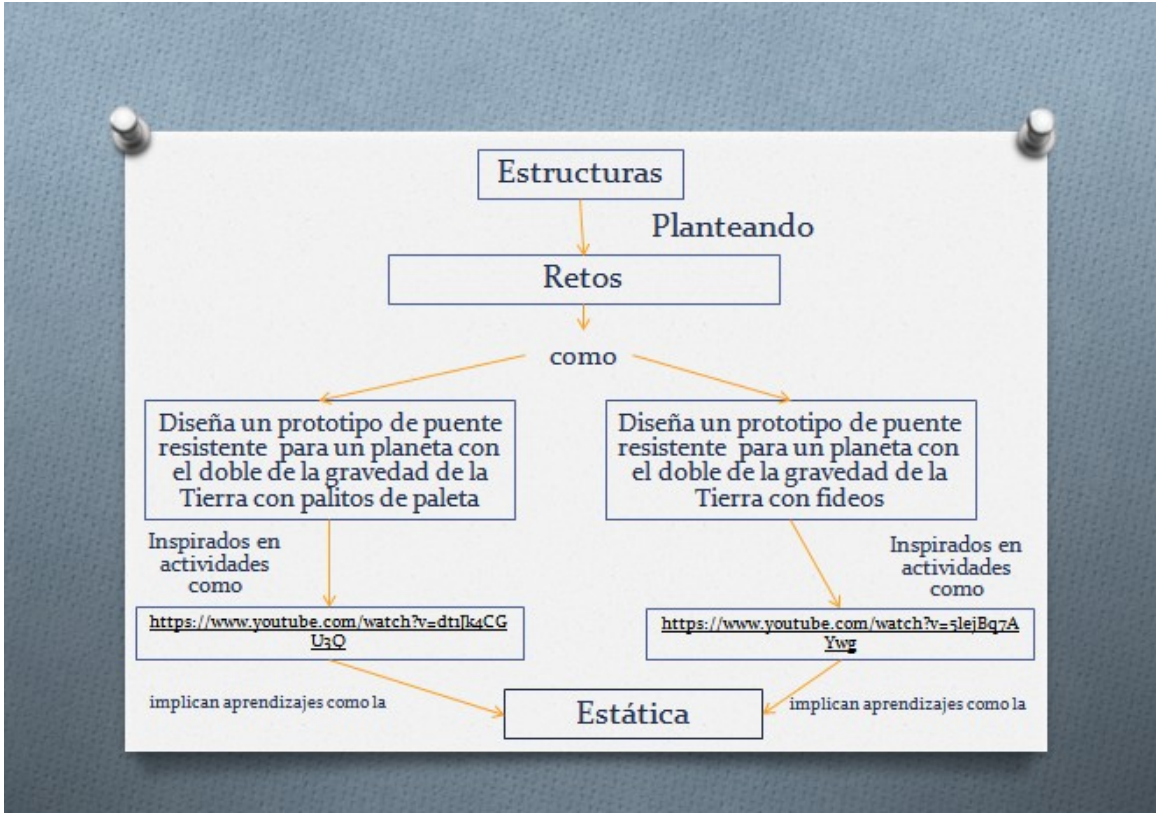 Estructuras
Planteando
Retos
como
Diseña un prototipo de puente
resistente para un planeta con
el doble de la gravedad de la
Tierra con palitos de paleta
Diseña un prototipo de puente
resistente para un planeta con
el doble de la gravedad de la
Tierra con fideos
Inspirados en
actividades
como
Inspirados en
actividades
como
https://www.youtube.com/watch?v=dt1Jk4CG
U3Q
https://www.youtube.com/watch?v=5lejBq7A
Ywg
implican aprendizajes como la
Estática
implican aprendizajes como la